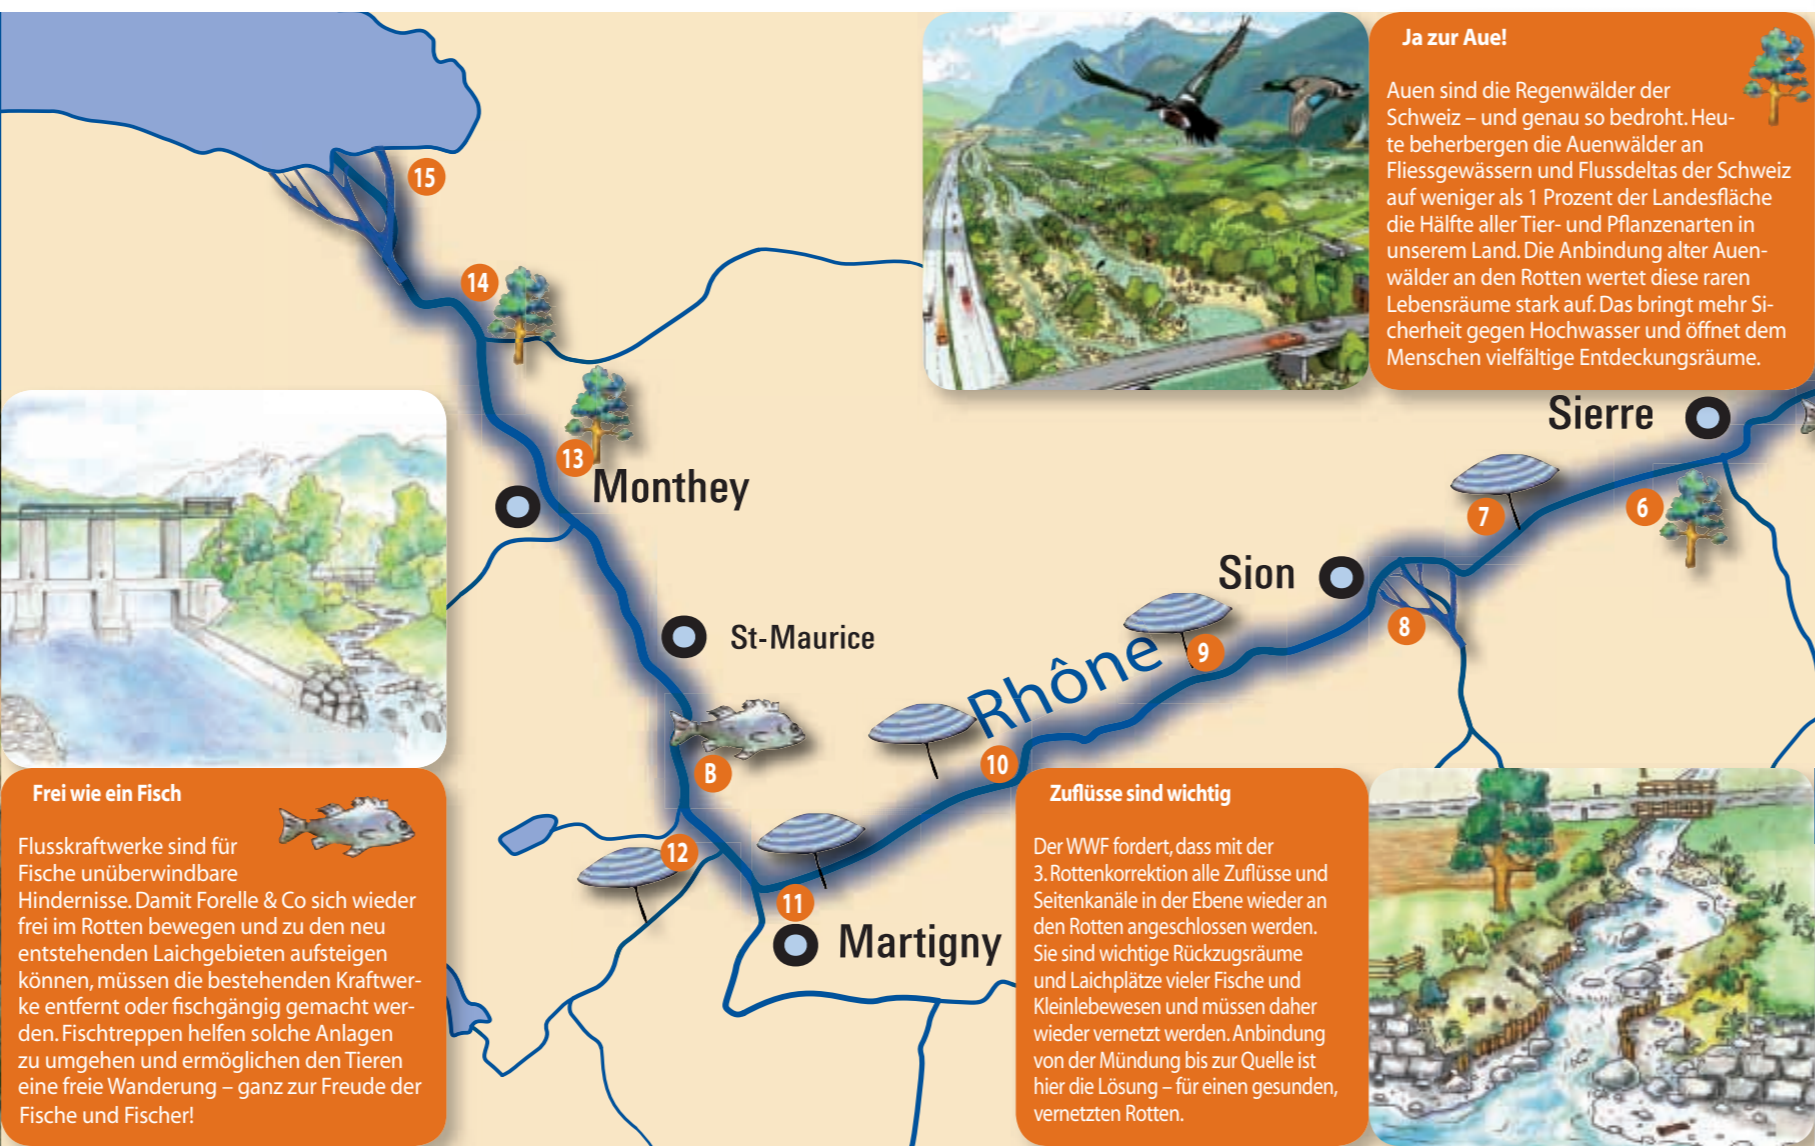 Ja zur Aue!
Auen sind die Regenwälder der
Schweiz – und genau so bedroht. Heu-
te beherbergen die Auenwälder an
Fliessgewässern und Flussdeltas der Schweiz
auf weniger als 1 Prozent der Landesfläche
die Hälfte aller Tier- und Pflanzenarten in
unserem Land. Die Anbindung alter Auen-
wälder an den Rotten wertet diese raren
Lebensräume stark auf. Das bringt mehr Si-
cherheit gegen Hochwasser und öffnet dem
Menschen vielfältige Entdeckungsräume.
15
14
13
Monthey
St-Maurice
B
12
11
Martigny
10
Rhône
9
Sion
8
7
6
Sierre
Frei wie ein Fisch
Flusskraftwerke sind für
Fische unüberwindbare
Hindernisse. Damit Forelle & Co sich wieder
frei im Rotten bewegen und zu den neu
entstehenden Laichgebieten aufsteigen
können, müssen die bestehenden Kraftwer-
ke entfernt oder fischgängig gemacht wer-
den. Fischtreppen helfen solche Anlagen
zu umgehen und ermöglichen den Tieren
eine freie Wanderung – ganz zur Freude der
Fische und Fischer!
Zuflüsse sind wichtig
Der WWF fordert, dass mit der
3. Rottenkorrektion alle Zuflüsse und
Seitenkanäle in der Ebene wieder an
den Rotten angeschlossen werden.
Sie sind wichtige Rückzugsräume
und Laichplätze vieler Fische und
Kleinlebewesen und müssen daher
wieder vernetzt werden. Anbindung
von der Mündung bis zur Quelle ist
hier die Lösung – für einen gesunden,
vernetzten Rotten.